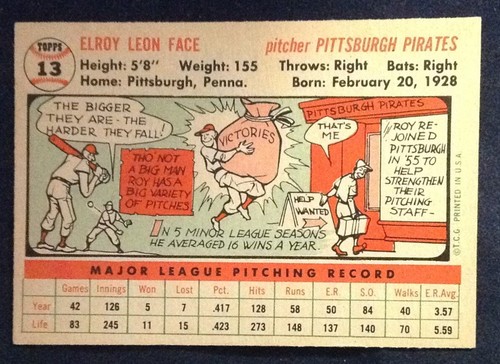 TOPPS
13
ELROY LEON FACE pitcher PITTSBURGH PIRATES
Height: 5'8" Weight: 155 Throws: Right Bats: Right
Home: Pittsburgh, Penna. Born: February 20, 1928
THE BIGGER
THEY ARE - THE
HARDER THEY FALL!
THO NOT
A BIG MAN
ROY HAS A
BIG VARIETY
OF PITCHES
VICTORIES
IN 5 MINOR LEAGUE SEASONS
HE AVERAGED 16 WINS A YEAR.
PITTSBURGH PIRATES
THAT'S
ME
HELP
WANTED
ROY RE-
JOINED
PITTSBURGH
IN '55 TO
HELP
STRENGTHEN
THEIR
PITCHING
STAFF-
©T.C.G. PRINTED IN U.S.A.
MAJOR LEAGUE PITCHING RECORD
Games Innings Won Lost Pct. Hits Runs E.R. S.O. Walks E.R.Avg.
Year 42 126 5 7 .417 128 58 50 84 40 3.57
Life 83 245 11 15 .423 273 148 137 140 70 5.59